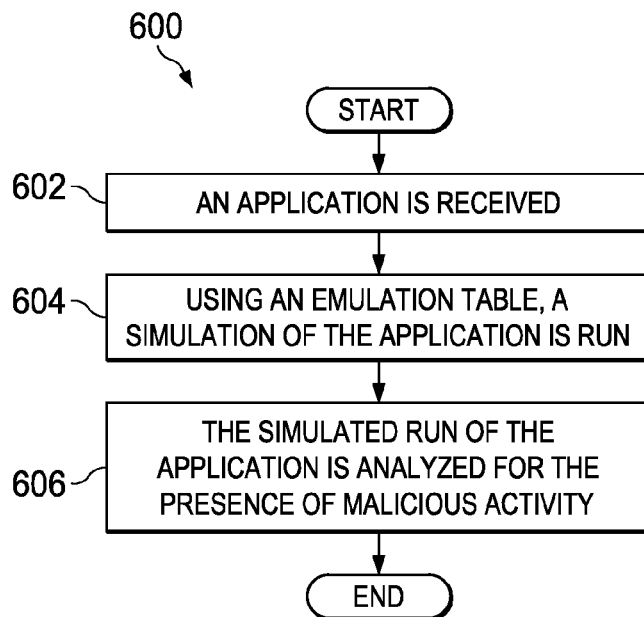 600
START
602
AN APPLICATION IS RECEIVED
604
USING AN EMULATION TABLE, A
SIMULATION OF THE APPLICATION IS RUN
606
THE SIMULATED RUN OF THE
APPLICATION IS ANALYZED FOR THE
PRESENCE OF MALICIOUS ACTIVITY
END